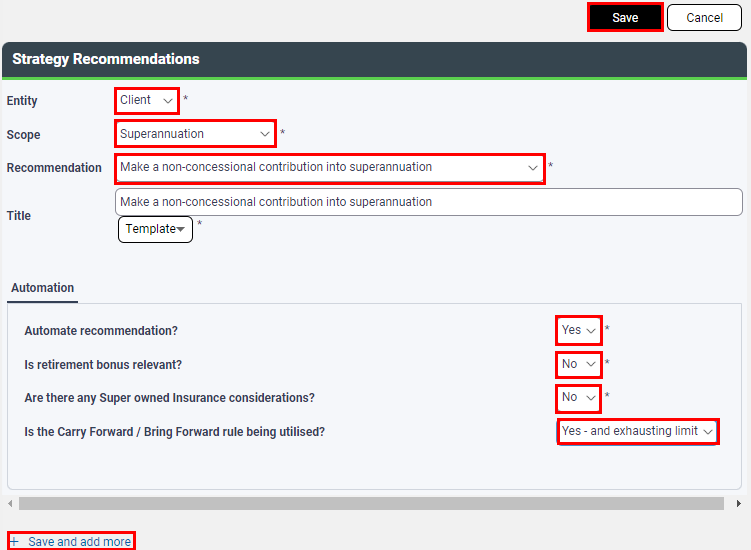 Save Cancel
Strategy Recommendations
Entity Client *
Scope Superannuation *
Recommendation Make a non-concessional contribution into superannuation *
Title Make a non-concessional contribution into superannuation
Template *
Automation
Automate recommendation? Yes *
Is retirement bonus relevant? No *
Are there any Super owned Insurance considerations? No *
Is the Carry Forward / Bring Forward rule being utilised? Yes - and exhausting limit
+ Save and add more